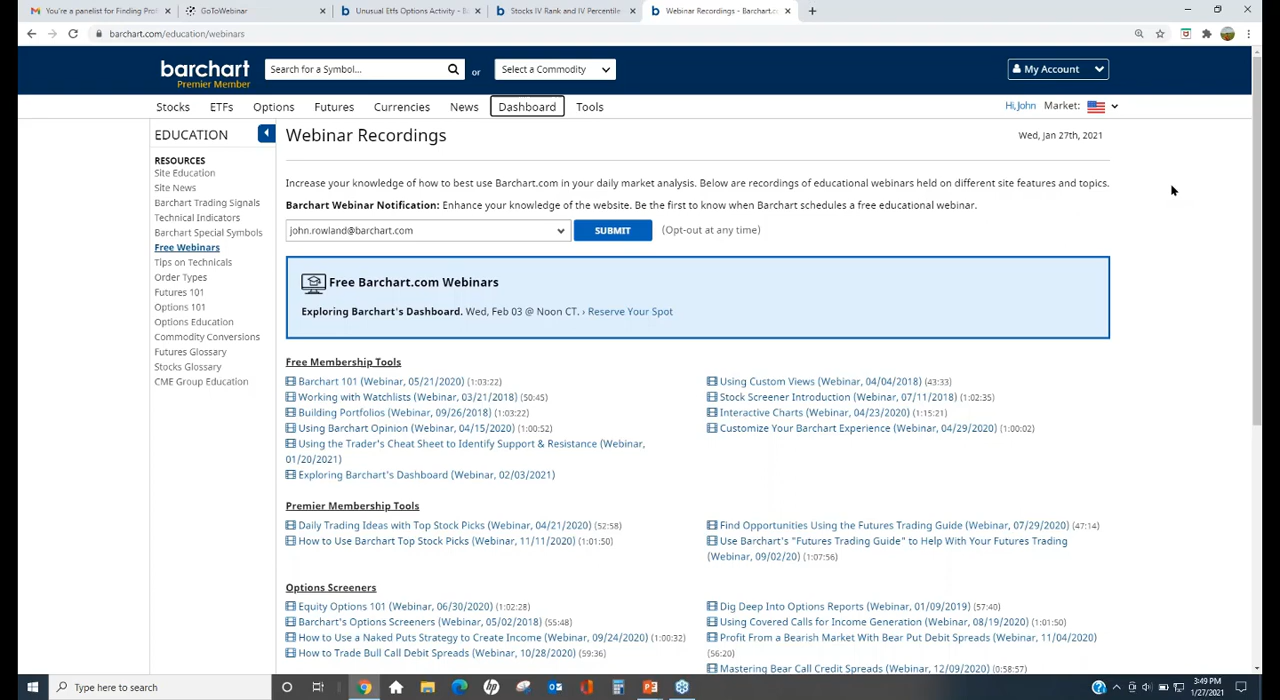 You're a panelist for Finding Pro
GoToWebinar
Unusual Etfs Options Activity - B
Stocks IV Rank and IV Percentile
Webinar Recordings - Barchart.c
barchart.com/education/webinars
barchart
Premier Member
Search for a Symbol...
or
Select a Commodity
My Account
Stocks
ETFs
Options
Futures
Currencies
News
Dashboard
Tools
Hi, John
Market:
EDUCATION
Webinar Recordings
Wed, Jan 27th, 2021
RESOURCES
Site Education
Site News
Barchart Trading Signals
Technical Indicators
Barchart Special Symbols
Free Webinars
Tips on Technicals
Order Types
Futures 101
Options 101
Options Education
Commodity Conversions
Futures Glossary
Stocks Glossary
CME Group Education
Increase your knowledge of how to best use Barchart.com in your daily market analysis. Below are recordings of educational webinars held on different site features and topics.
Barchart Webinar Notification: Enhance your knowledge of the website. Be the first to know when Barchart schedules a free educational webinar.
john.rowland@barchart.com
SUBMIT
(Opt-out at any time)
Free Barchart.com Webinars
Exploring Barchart's Dashboard. Wed, Feb 03 @ Noon CT. › Reserve Your Spot
Free Membership Tools
Barchart 101 (Webinar, 05/21/2020) (1:03:22)
Working with Watchlists (Webinar, 03/21/2018) (50:45)
Building Portfolios (Webinar, 09/26/2018) (1:03:22)
Using Barchart Opinion (Webinar, 04/15/2020) (1:00:52)
Using the Trader's Cheat Sheet to Identify Support & Resistance (Webinar,
01/20/2021)
Exploring Barchart's Dashboard (Webinar, 02/03/2021)
Using Custom Views (Webinar, 04/04/2018) (43:33)
Stock Screener Introduction (Webinar, 07/11/2018) (1:02:35)
Interactive Charts (Webinar, 04/23/2020) (1:15:21)
Customize Your Barchart Experience (Webinar, 04/29/2020) (1:00:02)
Premier Membership Tools
Daily Trading Ideas with Top Stock Picks (Webinar, 04/21/2020) (52:58)
How to Use Barchart Top Stock Picks (Webinar, 11/11/2020) (1:01:50)
Find Opportunities Using the Futures Trading Guide (Webinar, 07/29/2020) (47:14)
Use Barchart's "Futures Trading Guide" to Help With Your Futures Trading
(Webinar, 09/02/20) (1:07:56)
Options Screeners
Equity Options 101 (Webinar, 06/30/2020) (1:02:28)
Barchart's Options Screeners (Webinar, 05/02/2018) (55:48)
How to Use a Naked Puts Strategy to Create Income (Webinar, 09/24/2020) (1:00:32)
How to Trade Bull Call Debit Spreads (Webinar, 10/28/2020) (59:36)
Dig Deep Into Options Reports (Webinar, 01/09/2019) (57:40)
Using Covered Calls for Income Generation (Webinar, 08/19/2020) (1:01:50)
Profit From a Bearish Market With Bear Put Debit Spreads (Webinar, 11/04/2020)
(56:20)
Mastering Bear Call Credit Spreads (Webinar, 12/09/2020) (0:58:57)
Type here to search
3:49 PM
1/27/2021